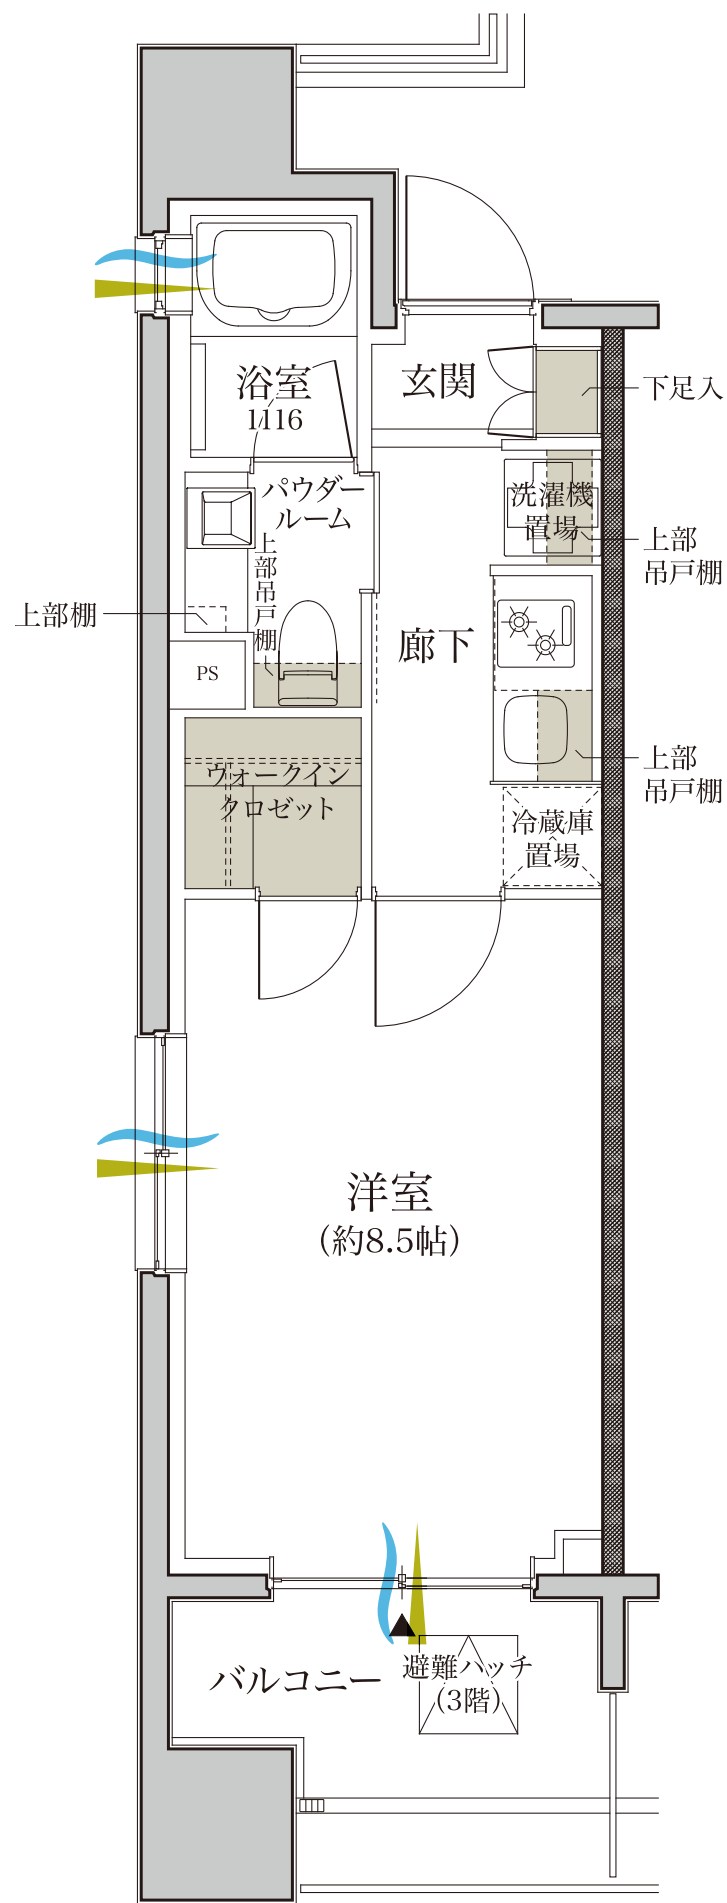 浴室
1116
玄関
下足入
パウダー
ルーム
洗濯機
置場
上部
吊戸棚
上部吊戸棚
上部棚
廊下
PS
上部
吊戸棚
ウォークイン
クロゼット
冷蔵庫
置場
洋室
(約8.5帖)
バルコニー
避難ハッチ
(3階)